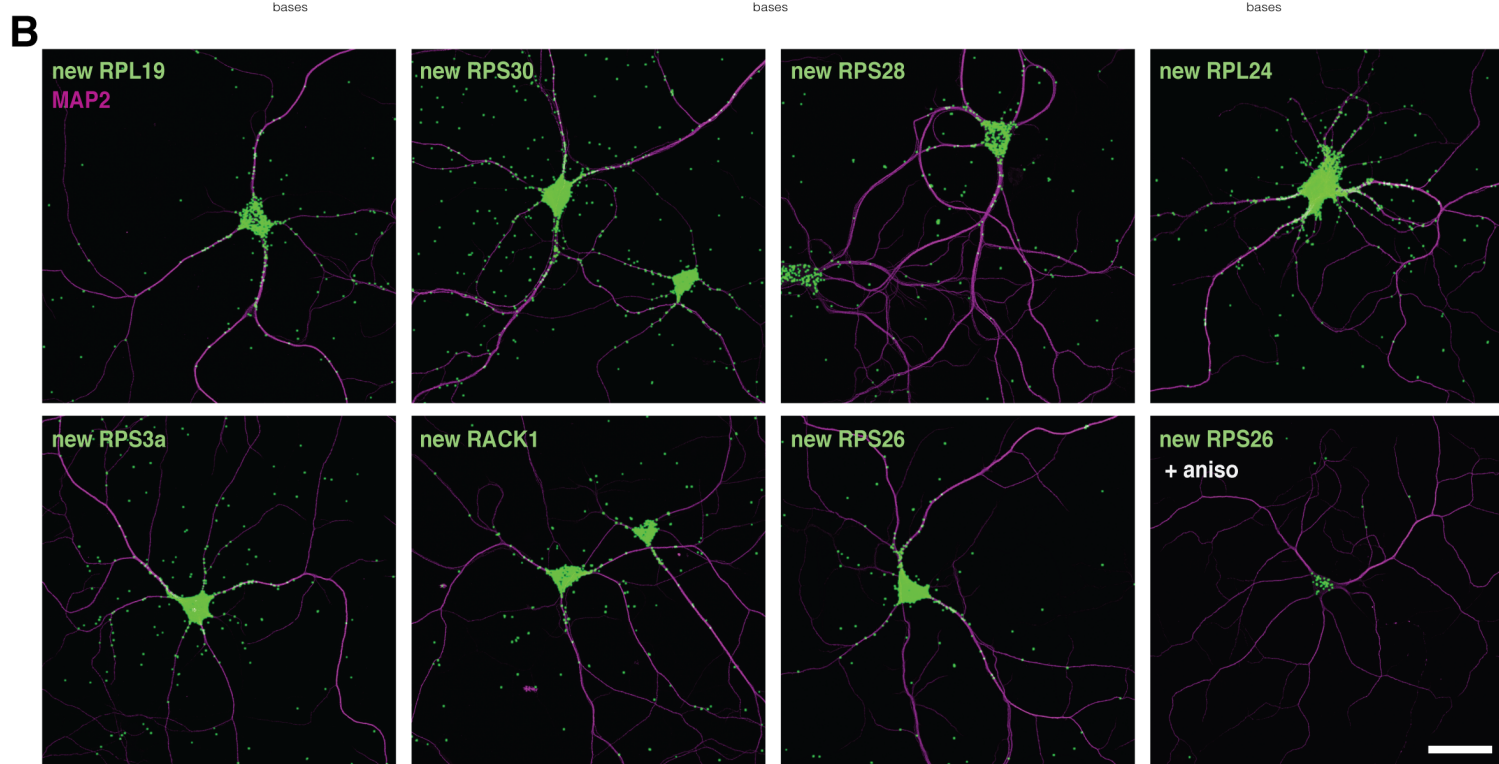 bases bases bases
B
new RPL19
MAP2
new RPS30
new RPS28
new RPL24
new RPS3a
new RACK1
new RPS26
new RPS26
+ aniso